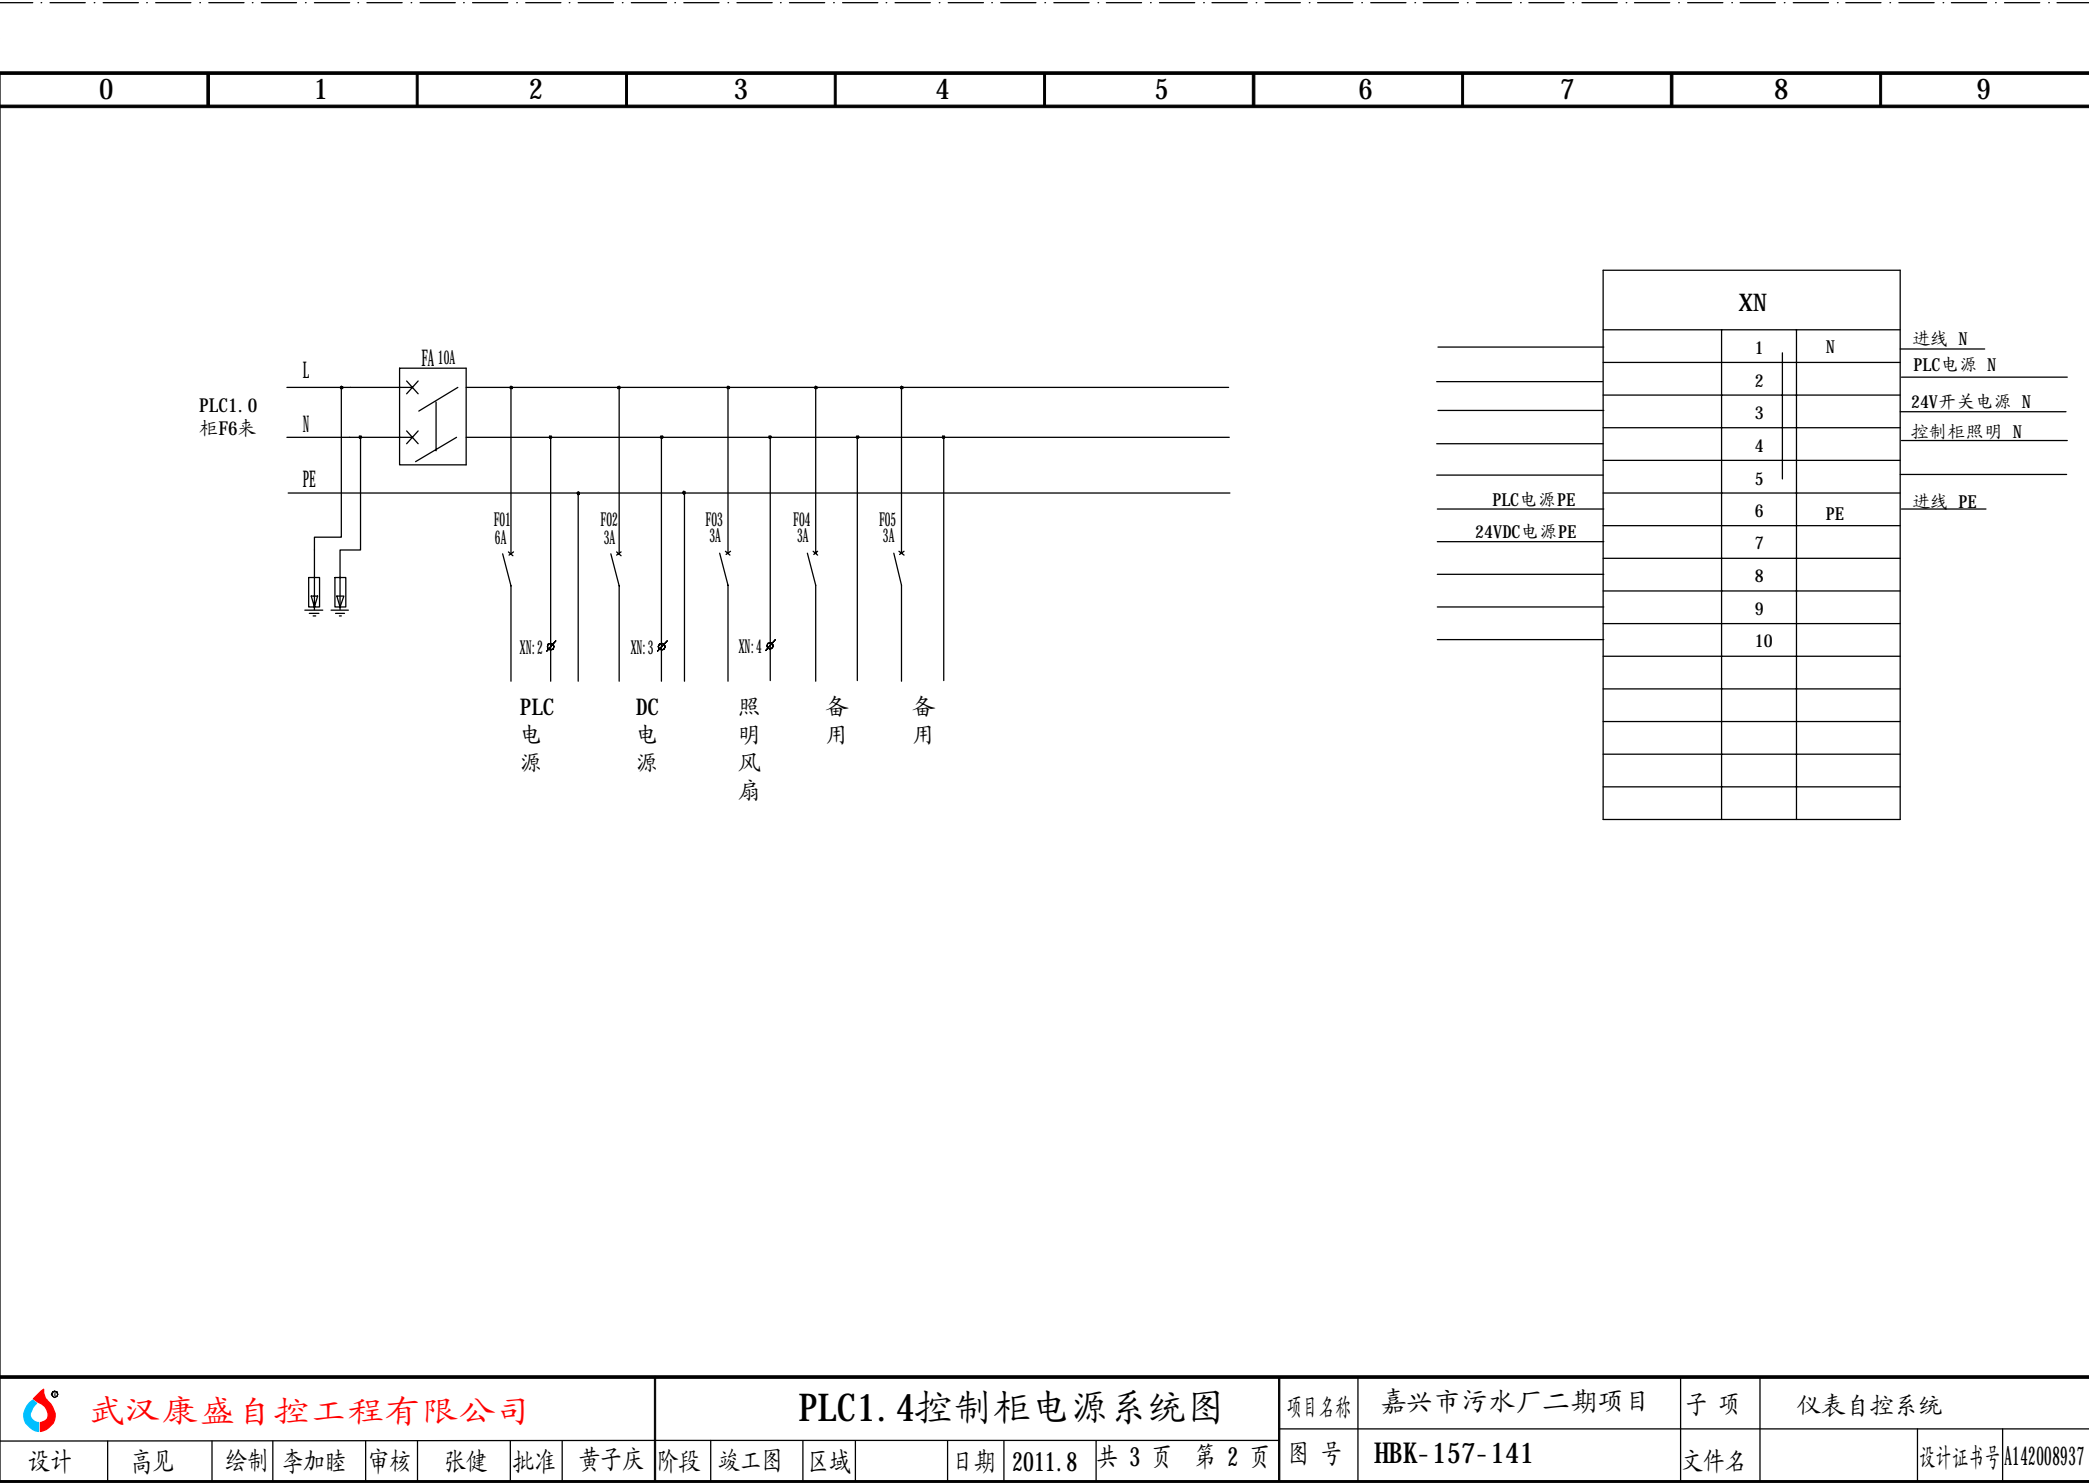 0 1 2 3 4 5 6 7 8 9
XN
1 N 进线 N
2 PLC电源 N
3 24V开关电源 N
4 控制柜照明 N
5
PLC电源PE 6 PE 进线 PE
24VDC电源PE 7
8
9
10
PLC1.0
柜F6来
L
N
PE
FA 10A
F01
6A
F02
3A
F03
3A
F04
3A
F05
3A
XN:2
XN:3
XN:4
PLC
电
源
DC
电
源
照
明
风
扇
备
用
备
用
武汉康盛自控工程有限公司 PLC1.4控制柜电源系统图 项目名称 嘉兴市污水厂二期项目 子 项 仪表自控系统
设计 高见 绘制 李加睦 审核 张健 批准 黄子庆 阶段 竣工图 区域 日期 2011.8 共 3 页 第 2 页 图 号 HBK-157-141 文件名 设计证书号 A142008937